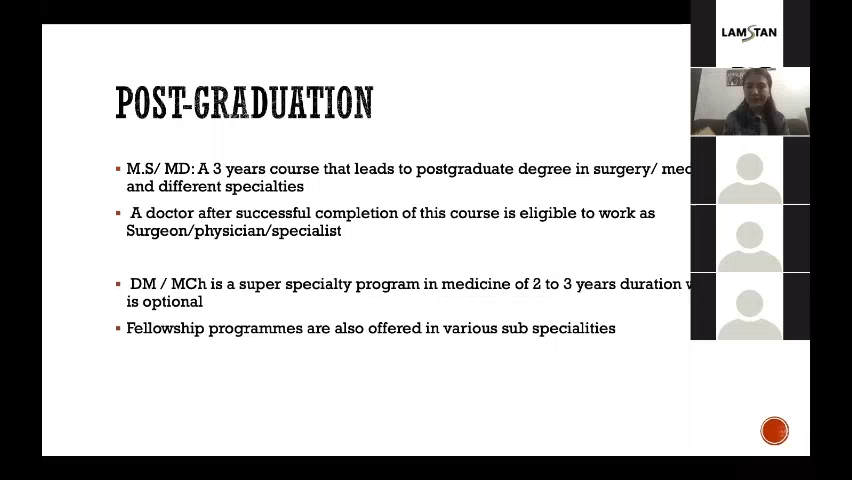 LAMSTAN
POST-GRADUATION
M.S/ MD: A 3 years course that leads to postgraduate degree in surgery/ med
and different specialties
A doctor after successful completion of this course is eligible to work as
Surgeon/physician/specialist
DM / MCh is a super specialty program in medicine of 2 to 3 years duration
is optional
Fellowship programmes are also offered in various sub specialities